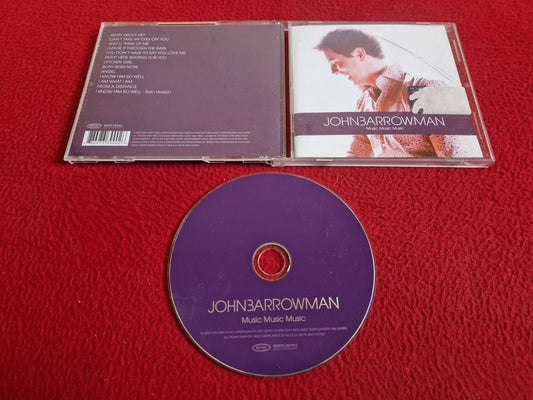 WHAT ABOUT US?
CAN'T TAKE MY EYES OFF YOU
YOU'LL THINK OF ME
I MADE IT THROUGH THE RAIN
YOU DON'T HAVE TO SAY YOU LOVE ME
RIGHT HERE WAITING FOR YOU
UPTOWN GIRL
BOTH SIDES NOW
ANGEL
I KNOW HIM SO WELL
I AM WHAT I AM
FROM A DISTANCE
I KNOW HIM SO WELL - Solo Version
JOHNBARROWMAN
Music Music Music
JOHNBARROWMAN
Music Music Music